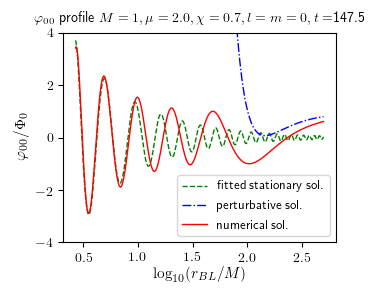 φ₀₀ profile M = 1, μ = 2.0, χ = 0.7, l = m = 0, t =147.5
φ₀₀/Φ₀
4
2
0
−2
−4
fitted stationary sol.
perturbative sol.
numerical sol.
0.5 1.0 1.5 2.0 2.5
log₁₀(r_BL/M)